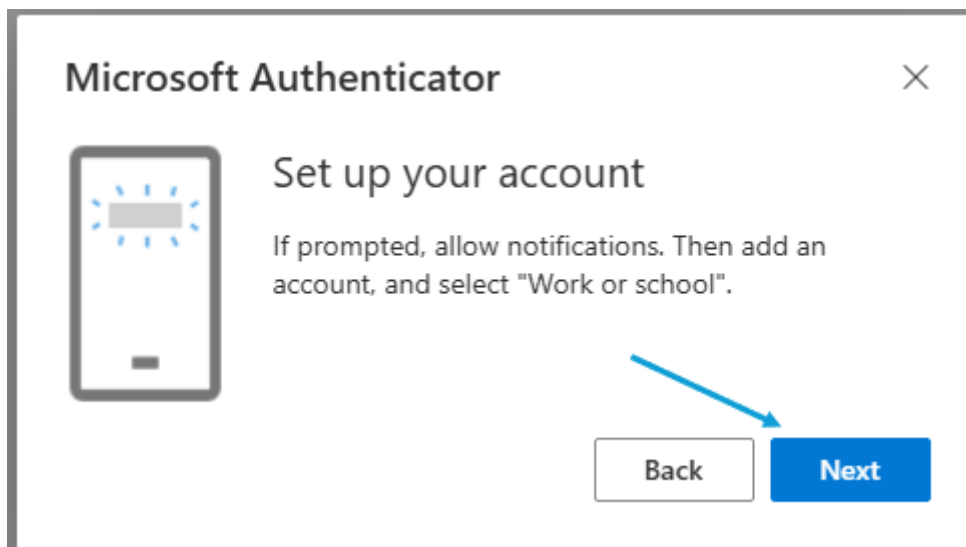 Microsoft Authenticator
Set up your account
If prompted, allow notifications. Then add an
account, and select "Work or school".
Back
Next